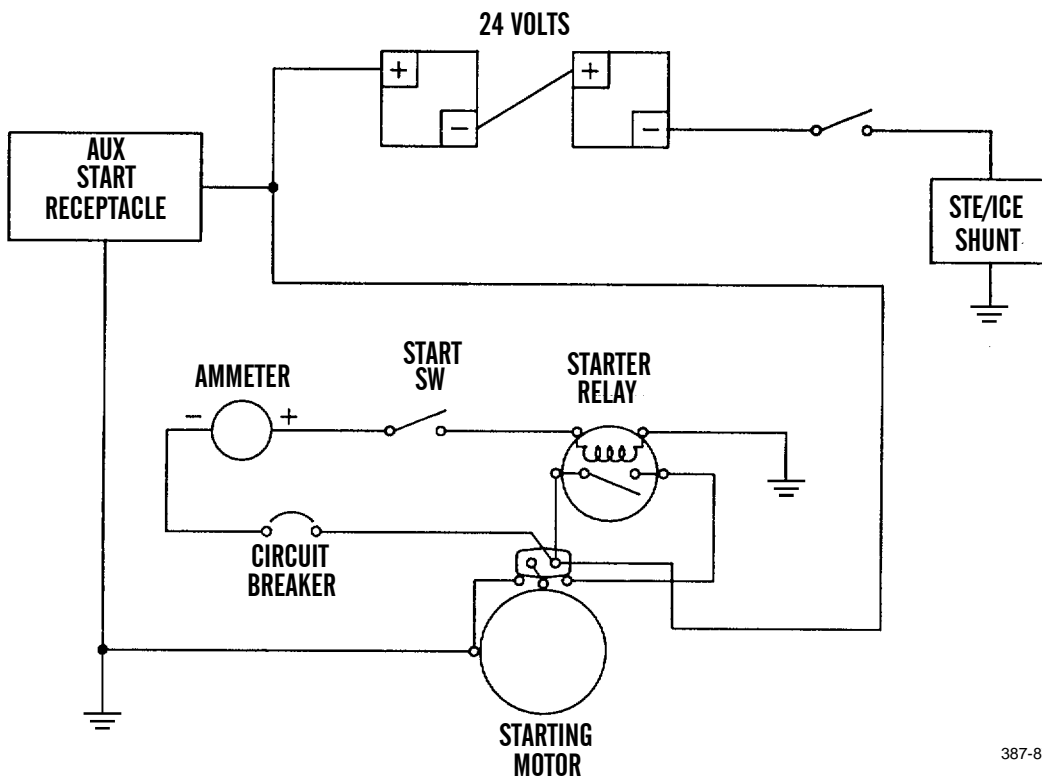 24 VOLTS
+
−
+
−
AUX
START
RECEPTACLE
STE/ICE
SHUNT
AMMETER
−
+
START
SW
STARTER
RELAY
CIRCUIT
BREAKER
STARTING
MOTOR
387-8